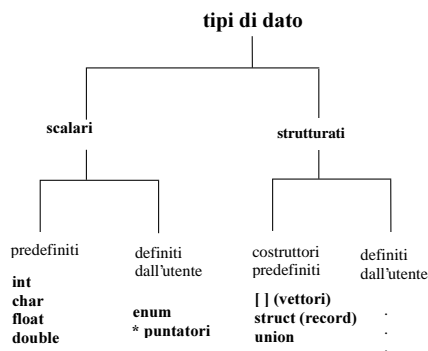 tipi di dato
scalari
strutturati
predefiniti
int
char
float
double
definiti
dall'utente
enum
* puntatori
costruttori
predefiniti
[ ] (vettori)
struct (record)
union
definiti
dall'utente
.
.
.